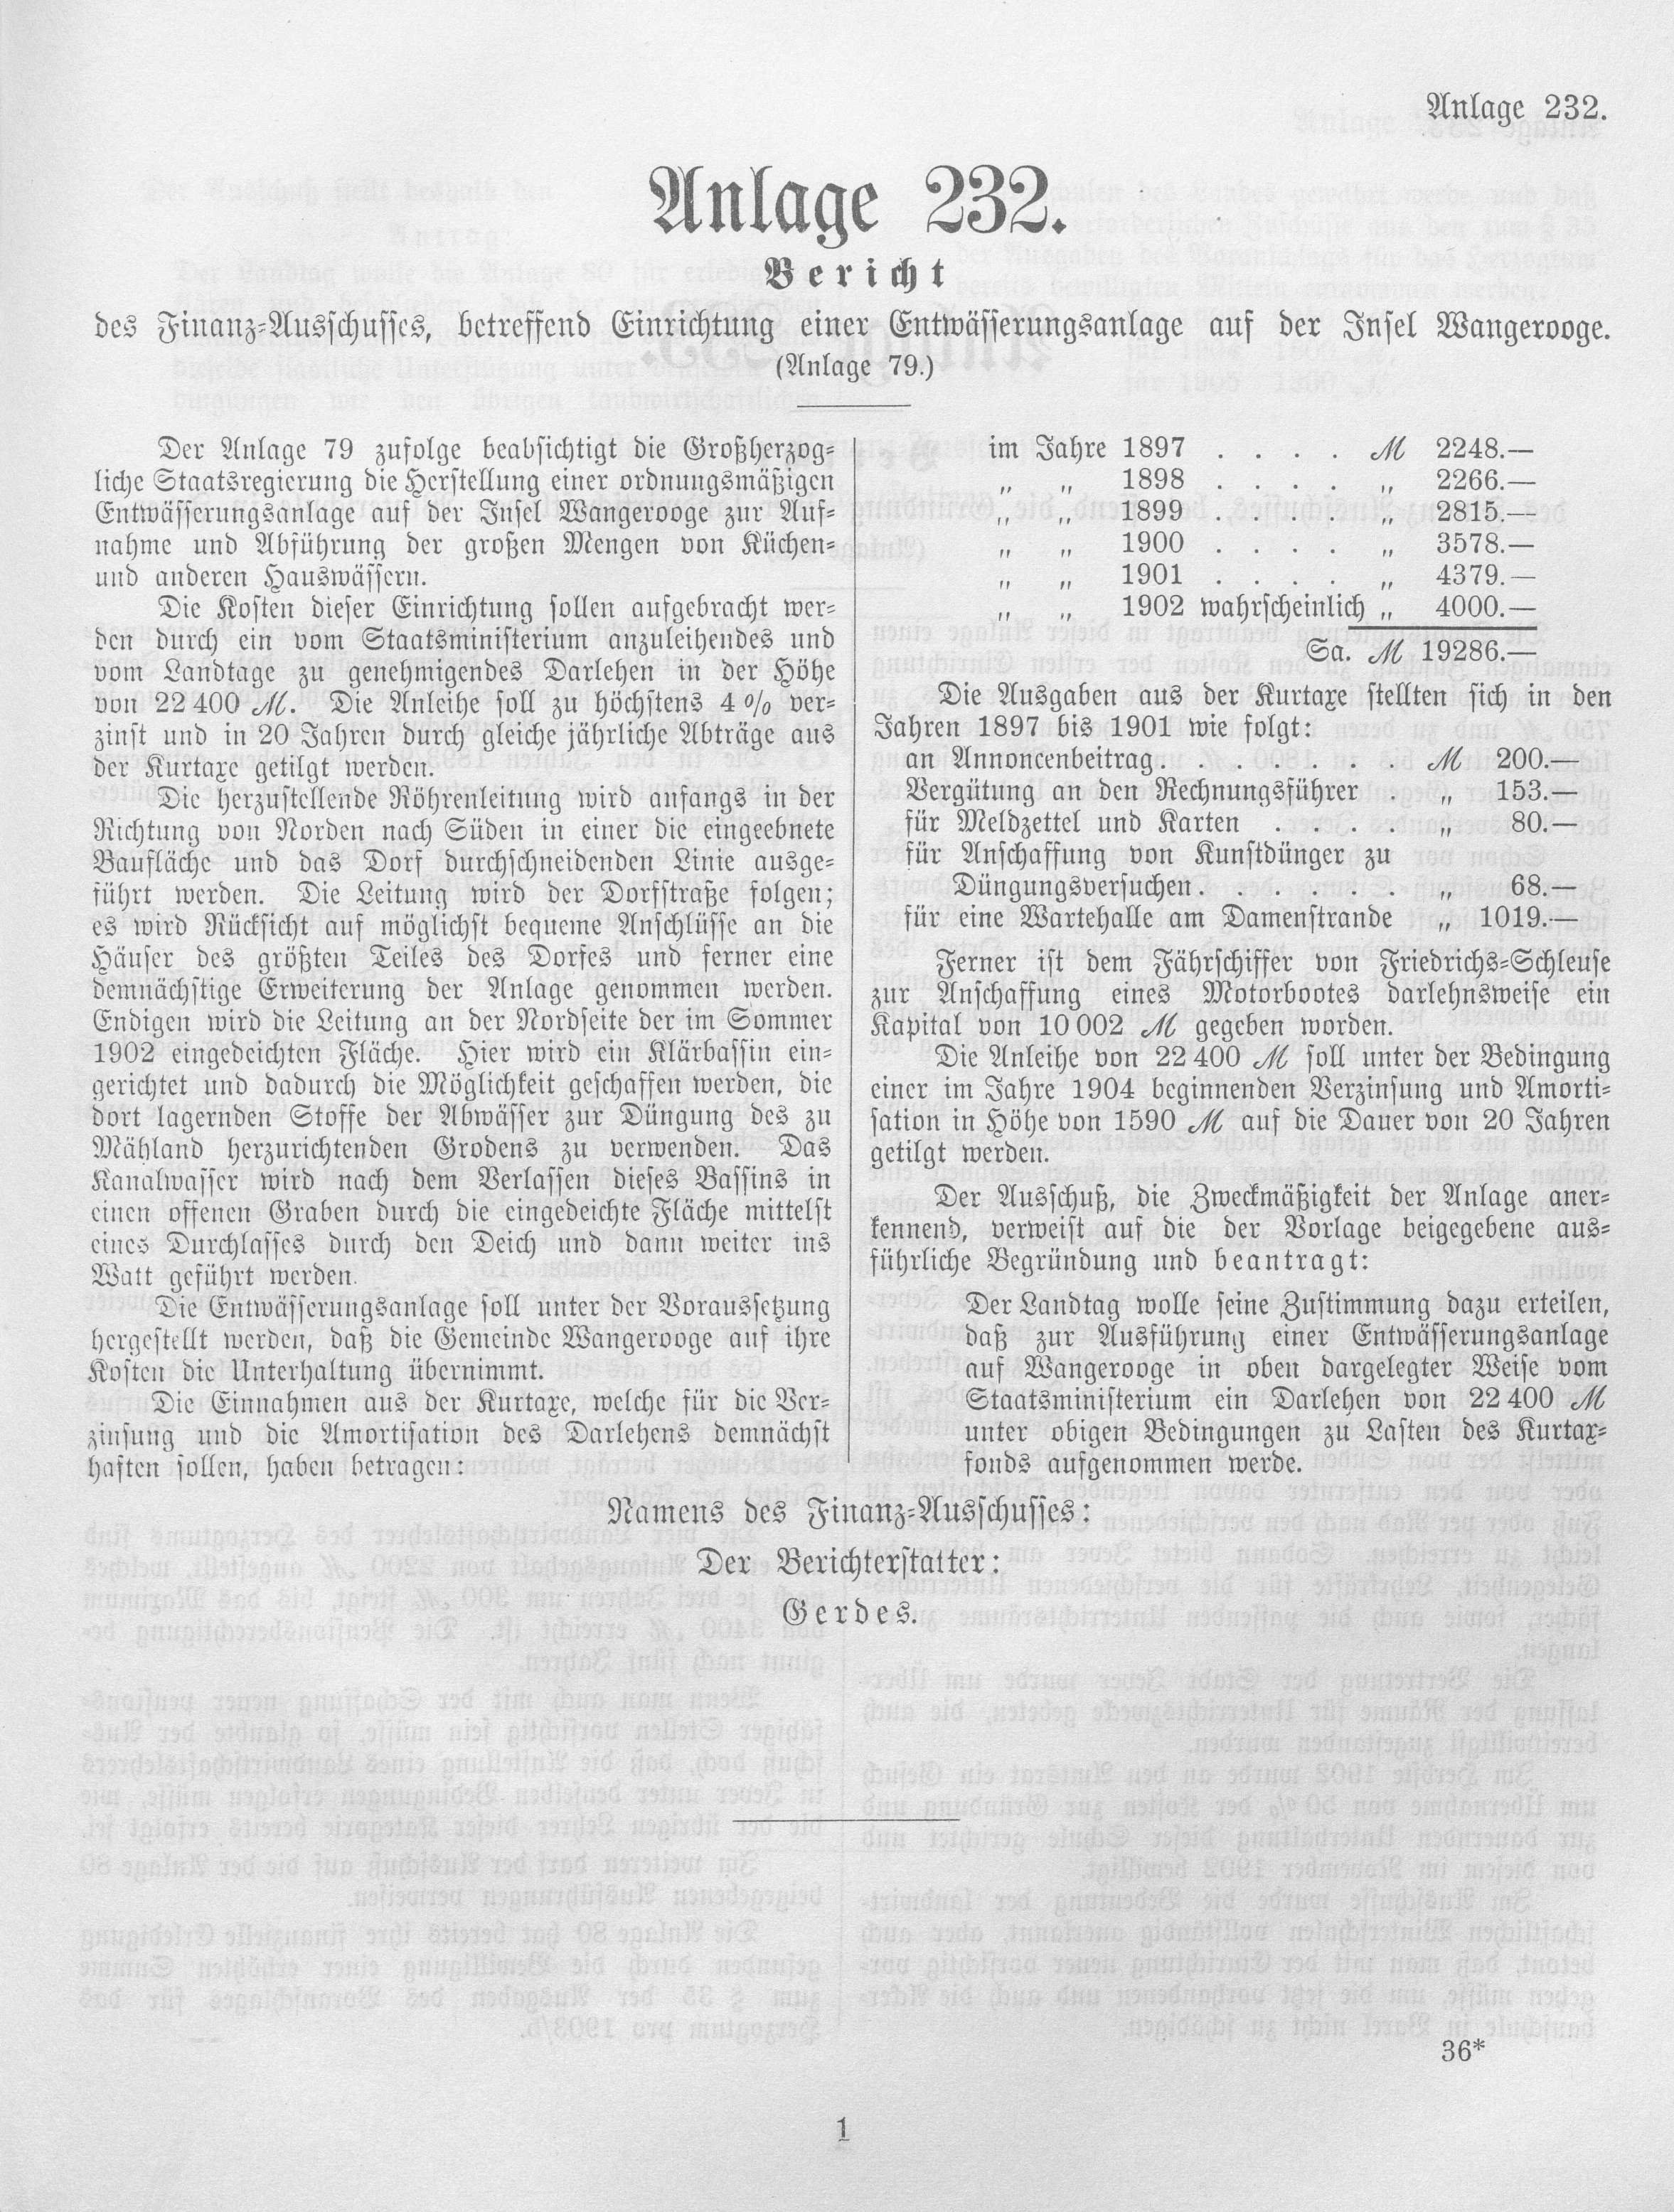 Anlage 232.
Anlage 232.
Bericht
des Finanz-Ausschusses, betreffend Einrichtung einer Entwässerungsanlage auf der Insel Wangerooge.
(Anlage 79.)
Der Anlage 79 zufolge beabsichtigt die Großherzog-
liche Staatsregierung die Herstellung einer ordnungsmäßigen
Entwässerungsanlage auf der Insel Wangerooge zur Auf-
nahme und Abführung der großen Mengen von Küchen-
und anderen Hauswässern.
Die Kosten dieser Einrichtung sollen aufgebracht wer-
den durch ein vom Staatsministerium anzuleihendes und
vom Landtage zu genehmigendes Darlehen in der Höhe
von 22 400 ℳ. Die Anleihe soll zu höchstens 4 % ver-
zinst und in 20 Jahren durch gleiche jährliche Abträge aus
der Kurtaxe getilgt werden.
Die herzustellende Röhrenleitung wird anfangs in der
Richtung von Norden nach Süden in einer die eingeebnete
Baufläche und das Dorf durchschneidenden Linie ausge-
führt werden. Die Leitung wird der Dorfstraße folgen;
es wird Rücksicht auf möglichst bequeme Anschlüsse an die
Häuser des größten Teiles des Dorfes und ferner eine
demnächstige Erweiterung der Anlage genommen werden.
Endigen wird die Leitung an der Nordseite der im Sommer
1902 eingedeichten Fläche. Hier wird ein Klärbassin ein-
gerichtet und dadurch die Möglichkeit geschaffen werden, die
dort lagernden Stoffe der Abwässer zur Düngung des zu
Mähland herzurichtenden Grodens zu verwenden. Das
Kanalwasser wird nach dem Verlassen dieses Bassins in
einen offenen Graben durch die eingedeichte Fläche mittelst
eines Durchlasses durch den Deich und dann weiter ins
Watt geführt werden.
Die Entwässerungsanlage soll unter der Voraussetzung
hergestellt werden, daß die Gemeinde Wangerooge auf ihre
Kosten die Unterhaltung übernimmt.
Die Einnahmen aus der Kurtaxe, welche für die Ver-
zinsung und die Amortisation des Darlehens demnächst
haften sollen, haben betragen:
im Jahre 1897 . . . . ℳ 2248.—
„ „ 1898 . . . . „ 2266.—
„ „ 1899 . . . . „ 2815.—
„ „ 1900 . . . . „ 3578.—
„ „ 1901 . . . . „ 4379.—
„ „ 1902 wahrscheinlich „ 4000.—
Sa. ℳ 19286.—
Die Ausgaben aus der Kurtaxe stellten sich in den
Jahren 1897 bis 1901 wie folgt:
an Annoncenbeitrag. . . . . . . ℳ 200.—
Vergütung an den Rechnungsführer . „ 153.—
für Meldzettel und Karten . . . . „ 80.—
für Anschaffung von Kunstdünger zu
Düngungsversuchen. . . . . . „ 68.—
für eine Wartehalle am Damenstrande „ 1019.—
Ferner ist dem Fährschiffer von Friedrichs-Schleuse
zur Anschaffung eines Motorbootes darlehnsweise ein
Kapital von 10 002 ℳ gegeben worden.
Die Anleihe von 22 400 ℳ soll unter der Bedingung
einer im Jahre 1904 beginnenden Verzinsung und Amorti-
sation in Höhe von 1590 ℳ auf die Dauer von 20 Jahren
getilgt werden.
Der Ausschuß, die Zweckmäßigkeit der Anlage aner-
kennend, verweist auf die der Vorlage beigegebene aus-
führliche Begründung und beantragt:
Der Landtag wolle seine Zustimmung dazu erteilen,
daß zur Ausführung einer Entwässerungsanlage
auf Wangerooge in oben dargelegter Weise vom
Staatsministerium ein Darlehen von 22 400 ℳ
unter obigen Bedingungen zu Lasten des Kurtax-
fonds aufgenommen werde.
Namens des Finanz-Ausschusses:
Der Berichterstatter:
Gerdes.
36*
1